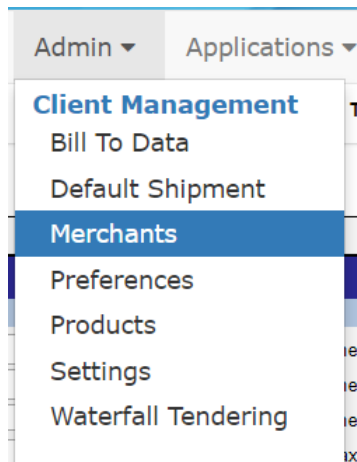 Admin Applications
Client Management
Bill To Data
Default Shipment
Merchants
Preferences
Products
Settings
Waterfall Tendering